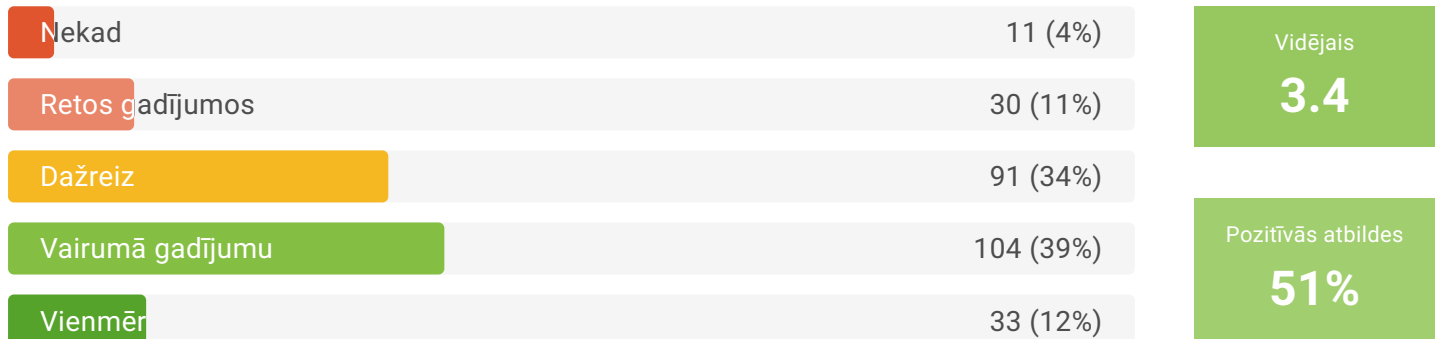 Nekad 11 (4%)
Retos gadījumos 30 (11%)
Dažreiz 91 (34%)
Vairumā gadījumu 104 (39%)
Vienmēr 33 (12%)
Vidējais
3.4
Pozitīvās atbildes
51%